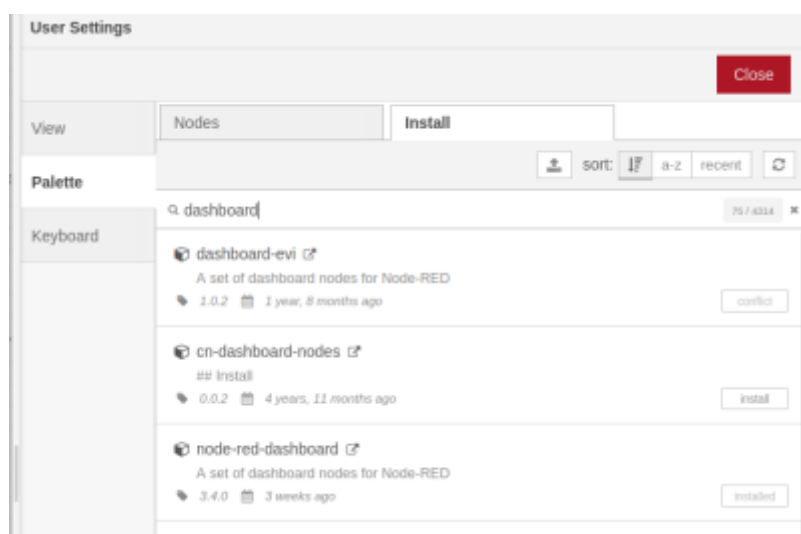 User Settings
Close
View
Palette
Keyboard
Nodes
Install
sort: a-z recent
dashboard
75 / 4314
dashboard-evi
A set of dashboard nodes for Node-RED
1.0.2 1 year, 8 months ago
conflict
cn-dashboard-nodes
## Install
0.0.2 4 years, 11 months ago
install
node-red-dashboard
A set of dashboard nodes for Node-RED
3.4.0 3 weeks ago
installed